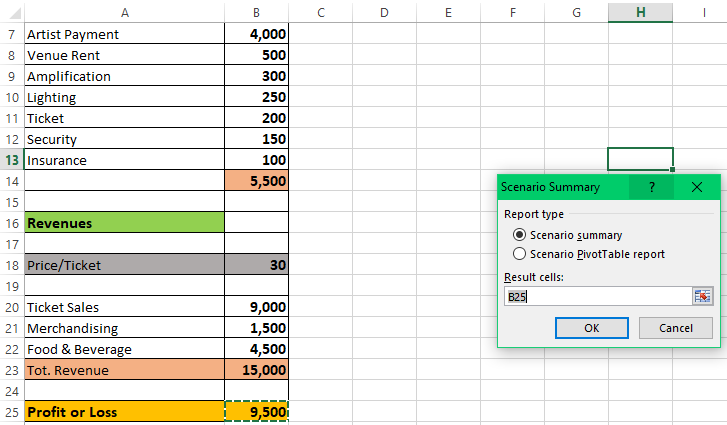 A B C D E F G H I
7 Artist Payment 4,000
8 Venue Rent 500
9 Amplification 300
10 Lighting 250
11 Ticket 200
12 Security 150
13 Insurance 100
14 5,500
15
16 Revenues
17
18 Price/Ticket 30
19
20 Ticket Sales 9,000
21 Merchandising 1,500
22 Food & Beverage 4,500
23 Tot. Revenue 15,000
24
25 Profit or Loss 9,500
Scenario Summary ? X
Report type
Scenario summary
Scenario PivotTable report
Result cells:
B25
OK Cancel